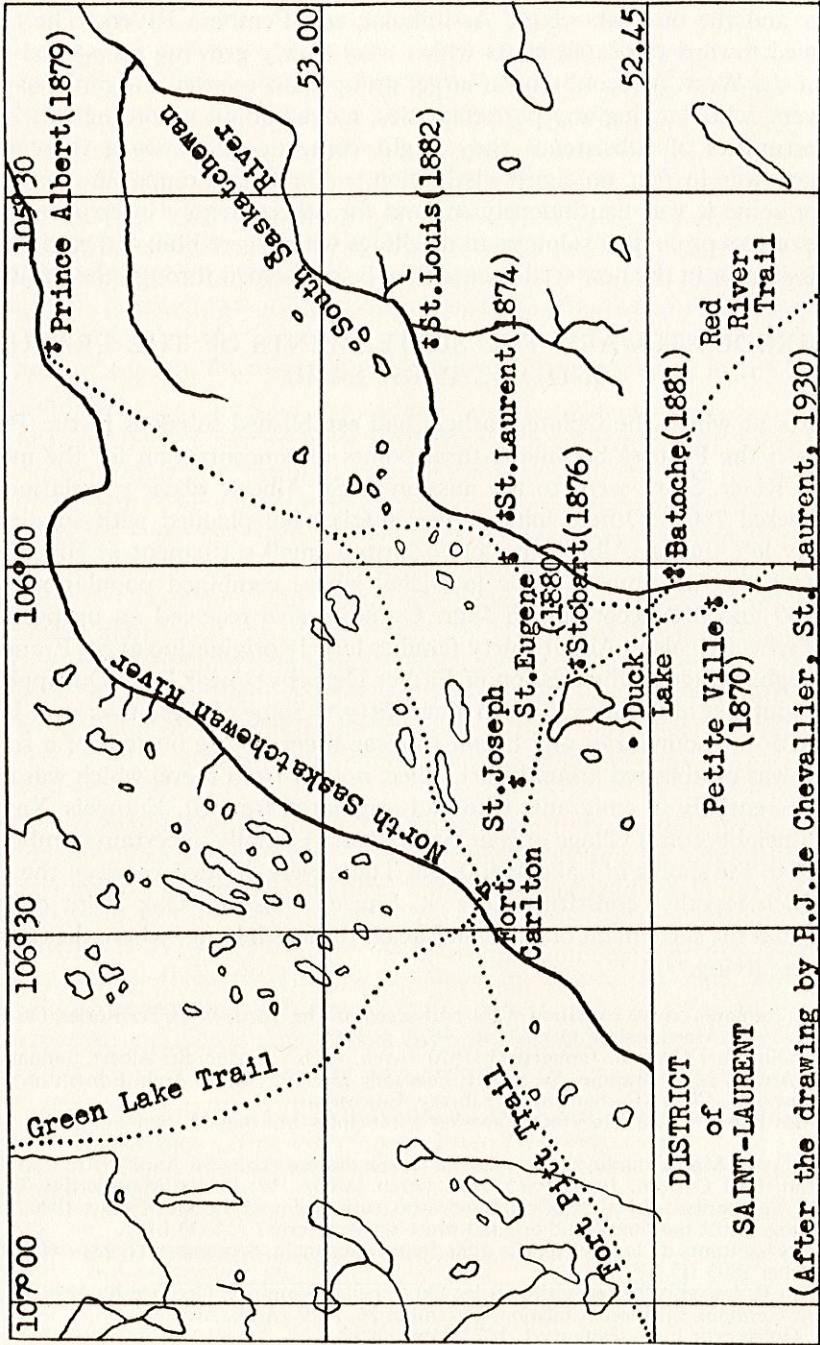 107°00
106°30
106°00
105°30
53.00
52.45
Green Lake Trail
Fort Pitt Trail
North Saskatchewan River
South Saskatchewan
River
Prince Albert(1879)
St.Louis(1882)
St.Laurent(1874)
St.Eugene
(1880)
St.Joseph
Stobart(1876)
Fort
Carlton
Duck
Lake
Batoche(1881)
Petite Ville
(1870)
Red
River
Trail
DISTRICT
of
SAINT-LAURENT
(After the drawing by P.J.le Chevallier, St. Laurent, 1930)